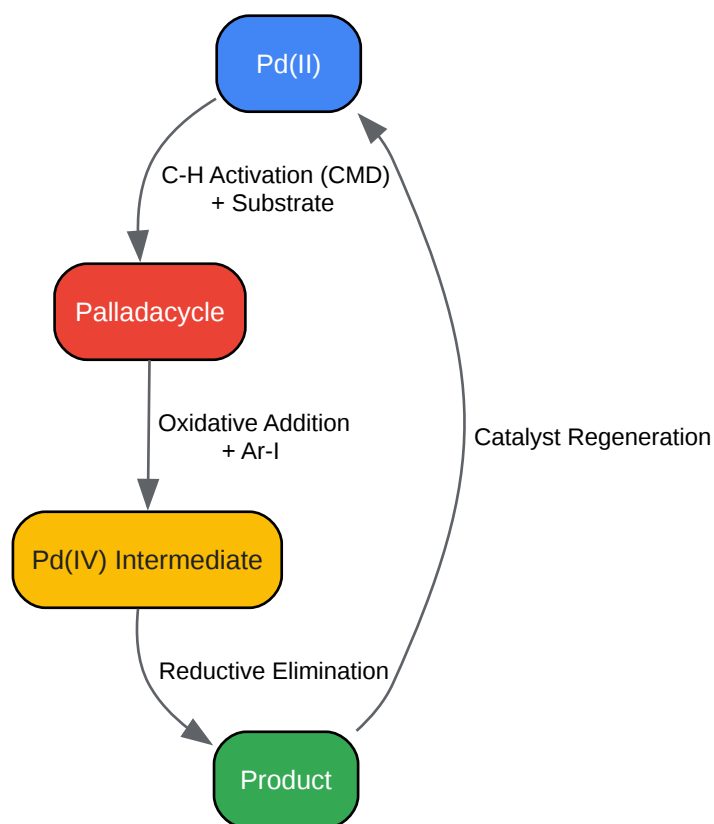 Pd(II)
C-H Activation (CMD)
+ Substrate
Palladacycle
Oxidative Addition
+ Ar-I
Catalyst Regeneration
Pd(IV) Intermediate
Reductive Elimination
Product